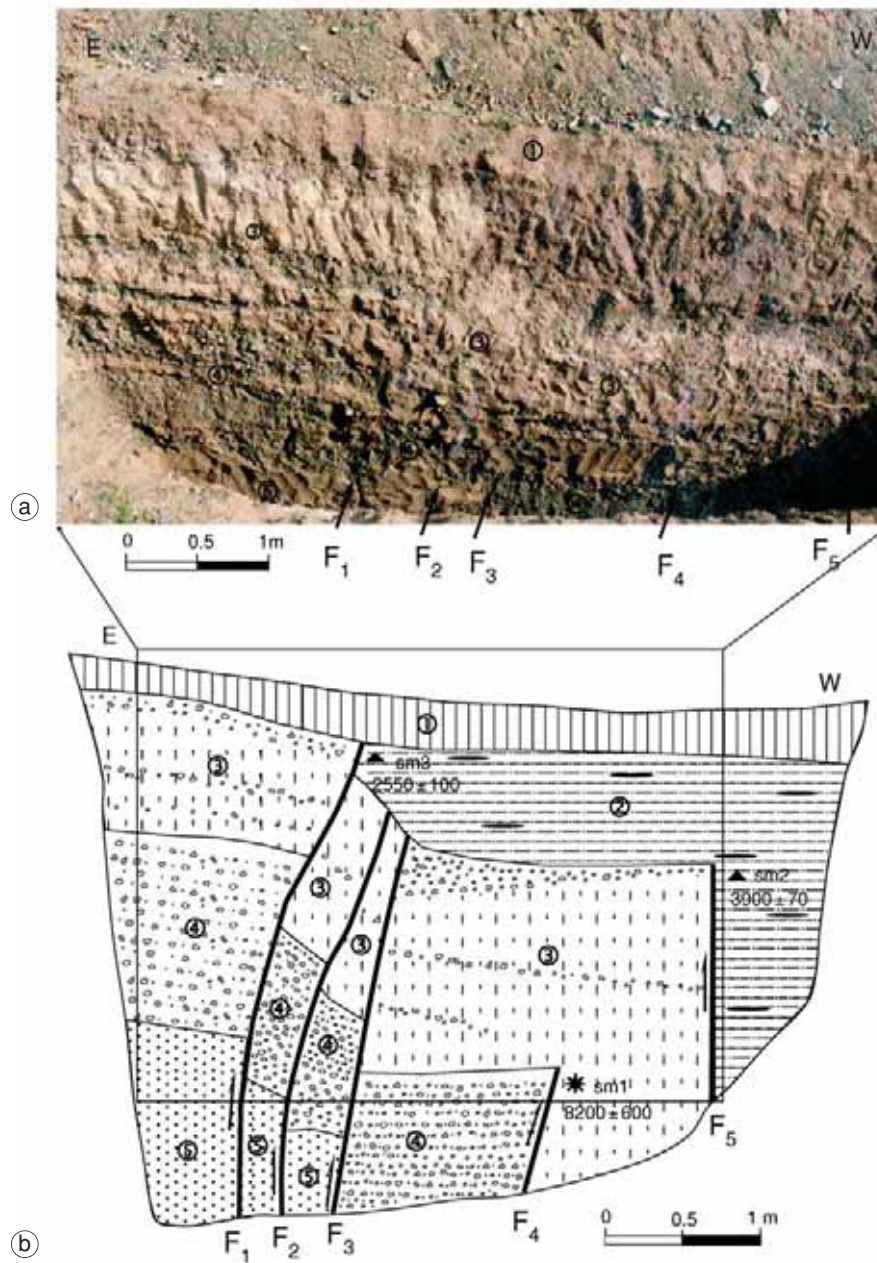 E
W
①
③
②
③
④
③
ⓐ
0 0.5 1m
F₁
F₂
F₃
F₄
F₅
E
W
①
③
sm3
2550±100
②
③
sm2
3900±70
④
③
③
④
④
sm1
8200±600
④
F₅
⑤
⑤
⑤
F₁
F₂
F₃
F₄
0 0.5 1 m
ⓑ